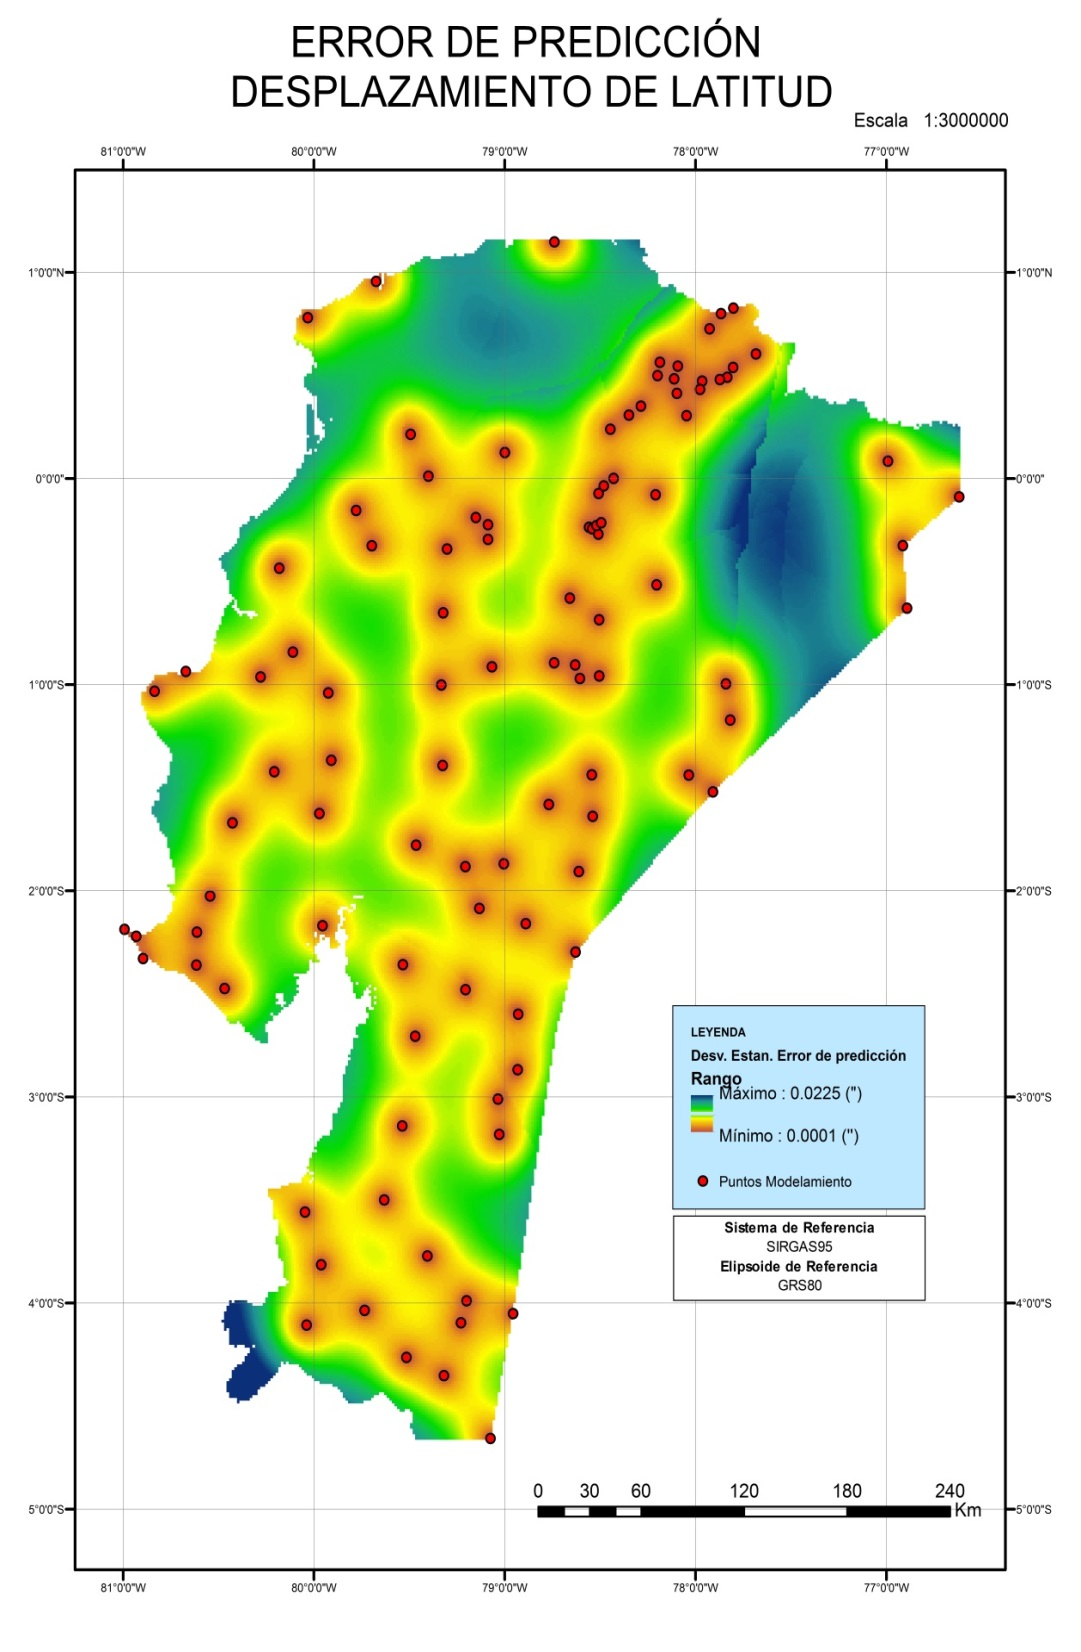 ERROR DE PREDICCIÓN
DESPLAZAMIENTO DE LATITUD
Escala 1:3000000
81°0'0"W 80°0'0"W 79°0'0"W 78°0'0"W 77°0'0"W
1°0'0"N 1°0'0"N
0°0'0" 0°0'0"
1°0'0"S 1°0'0"S
2°0'0"S 2°0'0"S
LEYENDA
Desv. Estan. Error de predicción
Rango
Máximo : 0.0225 (")
3°0'0"S 3°0'0"S
Mínimo : 0.0001 (")
Puntos Modelamiento
Sistema de Referencia
SIRGAS95
Elipsoide de Referencia
GRS80
4°0'0"S 4°0'0"S
0 30 60 120 180 240
Km
5°0'0"S 5°0'0"S
81°0'0"W 80°0'0"W 79°0'0"W 78°0'0"W 77°0'0"W